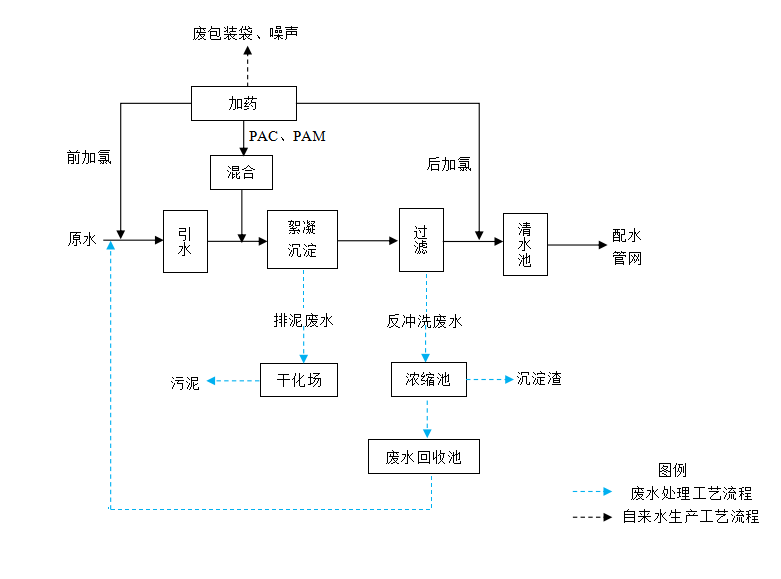 废包装袋、噪声
加药
PAC、PAM
前加氯
混合
后加氯
原水
引
水
絮凝
沉淀
过
滤
清
水
池
配水
管网
排泥废水
反冲洗废水
污泥
干化场
浓缩池
沉淀渣
废水回收池
图例
废水处理工艺流程
自来水生产工艺流程